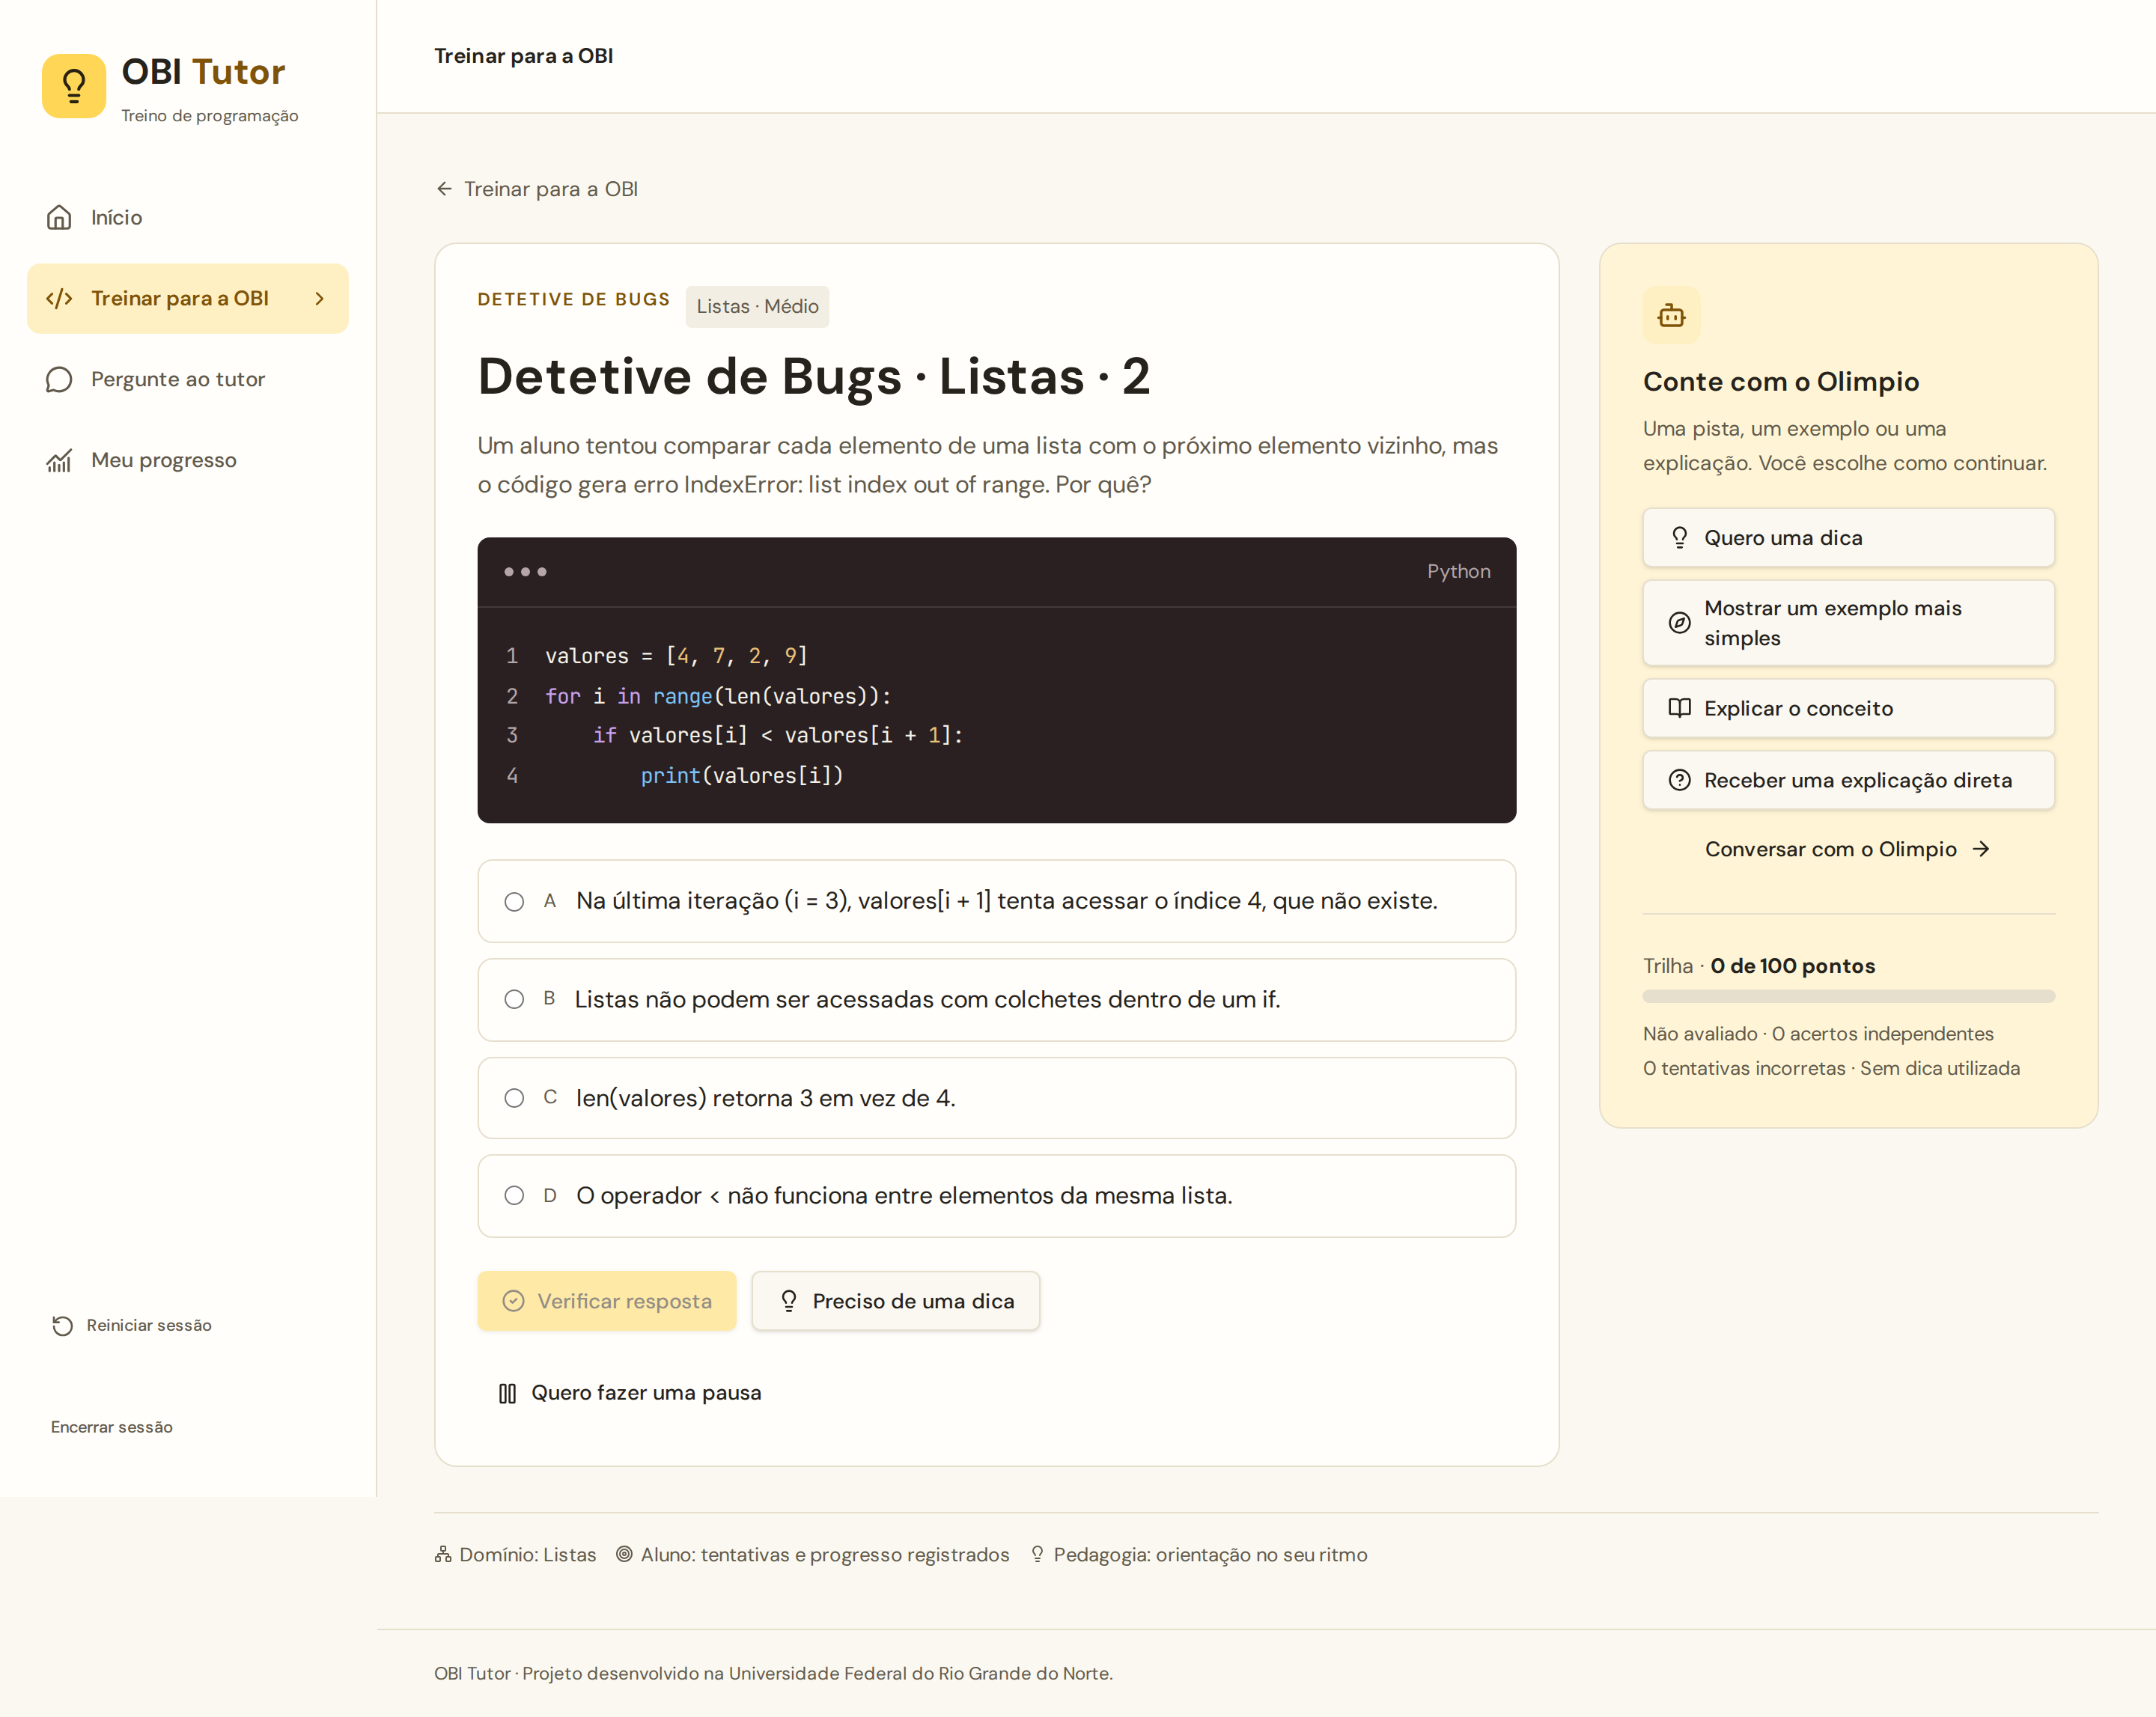 OBI Tutor
Treino de programação
Início
Treinar para a OBI
Pergunte ao tutor
Meu progresso
Reiniciar sessão
Encerrar sessão
Treinar para a OBI
Treinar para a OBI
DETETIVE DE BUGS
Listas · Médio
Detetive de Bugs · Listas · 2
Um aluno tentou comparar cada elemento de uma lista com o próximo elemento vizinho, mas
o código gera erro IndexError: list index out of range. Por quê?
Python
1 valores = [4, 7, 2, 9]
2 for i in range(len(valores)):
3     if valores[i] < valores[i + 1]:
4         print(valores[i])
A Na última iteração (i = 3), valores[i + 1] tenta acessar o índice 4, que não existe.
B Listas não podem ser acessadas com colchetes dentro de um if.
C len(valores) retorna 3 em vez de 4.
D O operador < não funciona entre elementos da mesma lista.
Verificar resposta
Preciso de uma dica
Quero fazer uma pausa
Conte com o Olimpio
Uma pista, um exemplo ou uma
explicação. Você escolhe como continuar.
Quero uma dica
Mostrar um exemplo mais
simples
Explicar o conceito
Receber uma explicação direta
Conversar com o Olimpio
Trilha · 0 de 100 pontos
Não avaliado · 0 acertos independentes
0 tentativas incorretas · Sem dica utilizada
Domínio: Listas
Aluno: tentativas e progresso registrados
Pedagogia: orientação no seu ritmo
OBI Tutor · Projeto desenvolvido na Universidade Federal do Rio Grande do Norte.